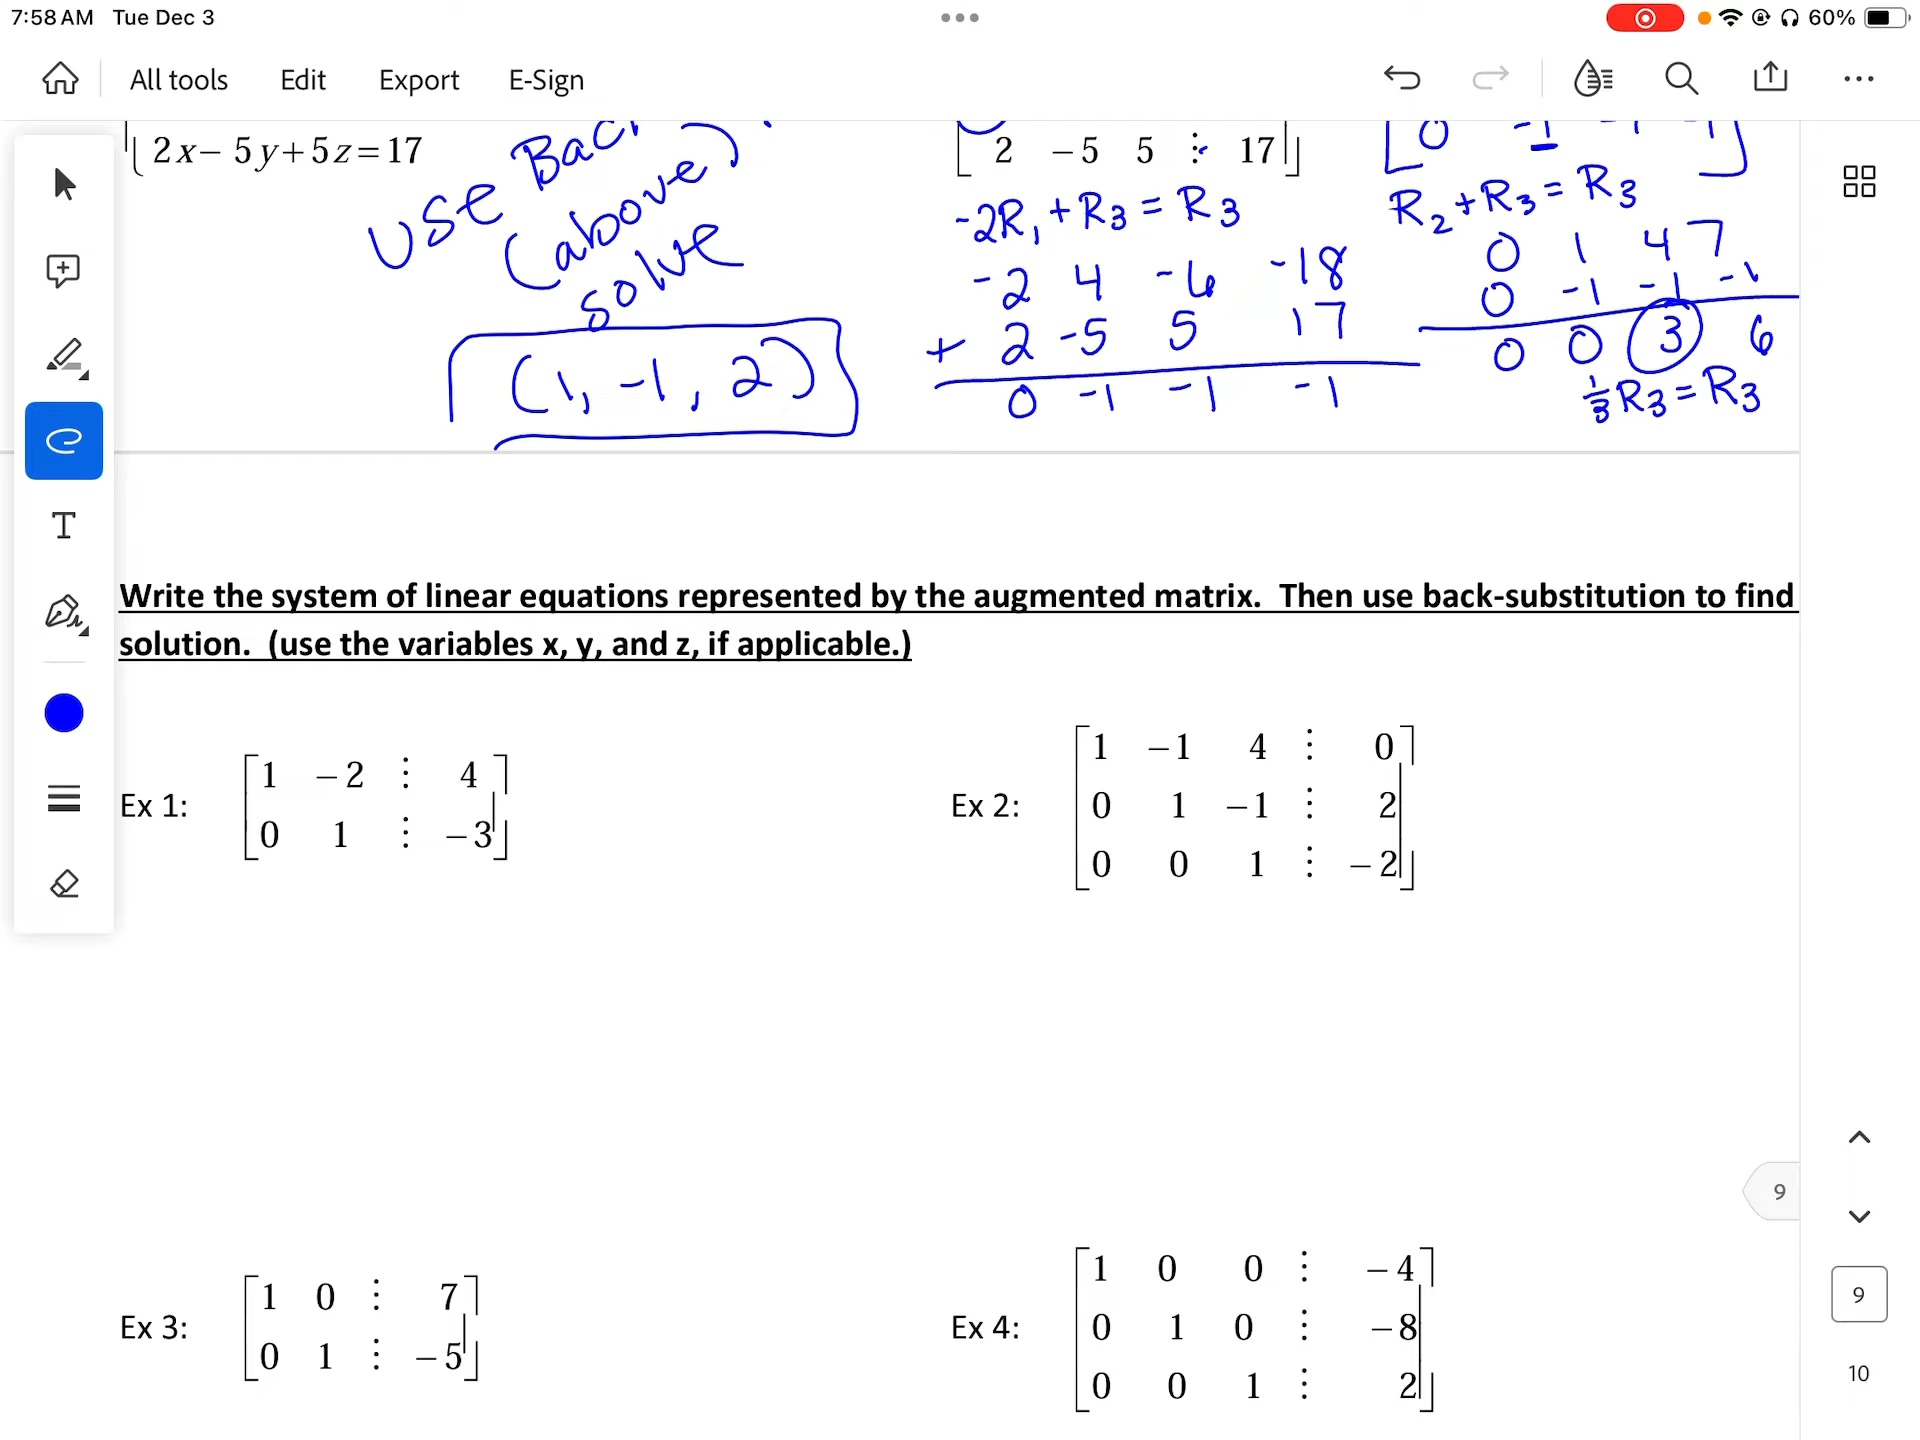 7:58 AM Tue Dec 3 60%
All tools Edit Export E-Sign
2x− 5y+5z=17
use
(above)
solve
(1, -1, 2)
2 −5 5 ⋮ 17
-2R₁ + R₃ = R₃
-2 4 -6 -18
+ 2 -5 5 17
0 -1 -1 -1
0 -1 -1 -1
R₂ + R₃ = R₃
0 1 4 7
0 -1 -1 -1
0 0 3 6
⅓R₃ = R₃
T
Write the system of linear equations represented by the augmented matrix. Then use back-substitution to find
solution. (use the variables x, y, and z, if applicable.)
Ex 1:
1 −2 ⋮ 4
0 1 ⋮ −3
Ex 2:
1 −1 4 ⋮ 0
0 1 −1 ⋮ 2
0 0 1 ⋮ −2
9
Ex 3:
1 0 ⋮ 7
0 1 ⋮ −5
Ex 4:
1 0 0 ⋮ −4
0 1 0 ⋮ −8
0 0 1 ⋮ 2
9
10